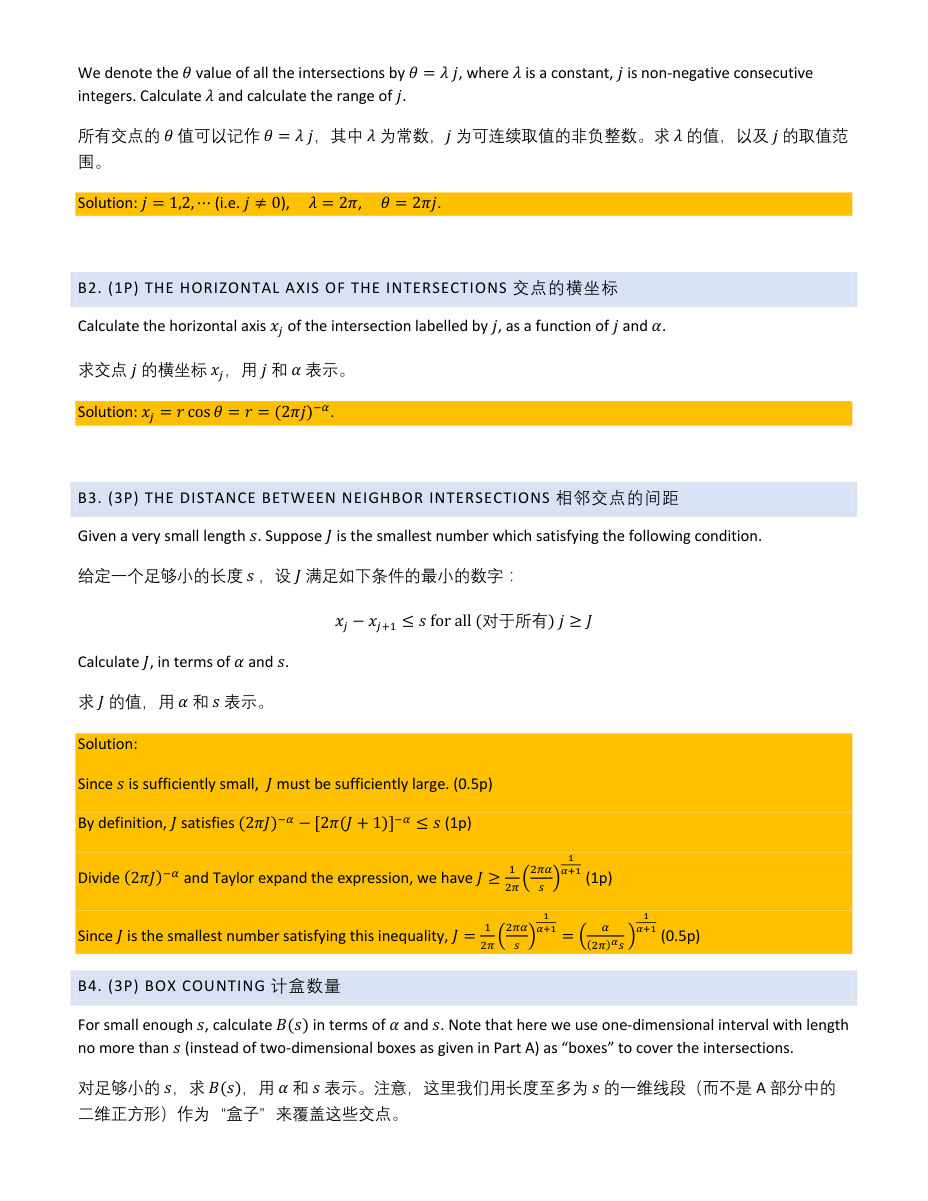 We denote the θ value of all the intersections by θ = λ j, where λ is a constant, j is non-negative consecutive
integers. Calculate λ and calculate the range of j.
所有交点的 θ 值可以记作 θ = λ j，其中 λ 为常数，j 为可连续取值的非负整数。求 λ 的值，以及 j 的取值范
围。
Solution: j = 1,2,⋯ (i.e. j ≠ 0), λ = 2π, θ = 2πj.
B2. (1P) THE HORIZONTAL AXIS OF THE INTERSECTIONS 交点的横坐标
Calculate the horizontal axis x_j of the intersection labelled by j, as a function of j and α.
求交点 j 的横坐标 x_j，用 j 和 α 表示。
Solution: x_j = r cos θ = r = (2πj)^{−α}.
B3. (3P) THE DISTANCE BETWEEN NEIGHBOR INTERSECTIONS 相邻交点的间距
Given a very small length s. Suppose J is the smallest number which satisfying the following condition.
给定一个足够小的长度 s ，设 J 满足如下条件的最小的数字：
x_j − x_{j+1} ≤ s for all (对于所有) j ≥ J
Calculate J, in terms of α and s.
求 J 的值，用 α 和 s 表示。
Solution:
Since s is sufficiently small, J must be sufficiently large. (0.5p)
By definition, J satisfies (2πJ)^{−α} − [2π(J + 1)]^{−α} ≤ s (1p)
Divide (2πJ)^{−α} and Taylor expand the expression, we have J ≥ \frac{1}{2π}(\frac{2πα}{s})^{\frac{1}{α+1}} (1p)
Since J is the smallest number satisfying this inequality, J = \frac{1}{2π}(\frac{2πα}{s})^{\frac{1}{α+1}} = (\frac{α}{(2π)^α s})^{\frac{1}{α+1}} (0.5p)
B4. (3P) BOX COUNTING 计盒数量
For small enough s, calculate B(s) in terms of α and s. Note that here we use one-dimensional interval with length
no more than s (instead of two-dimensional boxes as given in Part A) as “boxes” to cover the intersections.
对足够小的 s，求 B(s)，用 α 和 s 表示。注意，这里我们用长度至多为 s 的一维线段（而不是 A 部分中的
二维正方形）作为 “盒子” 来覆盖这些交点。